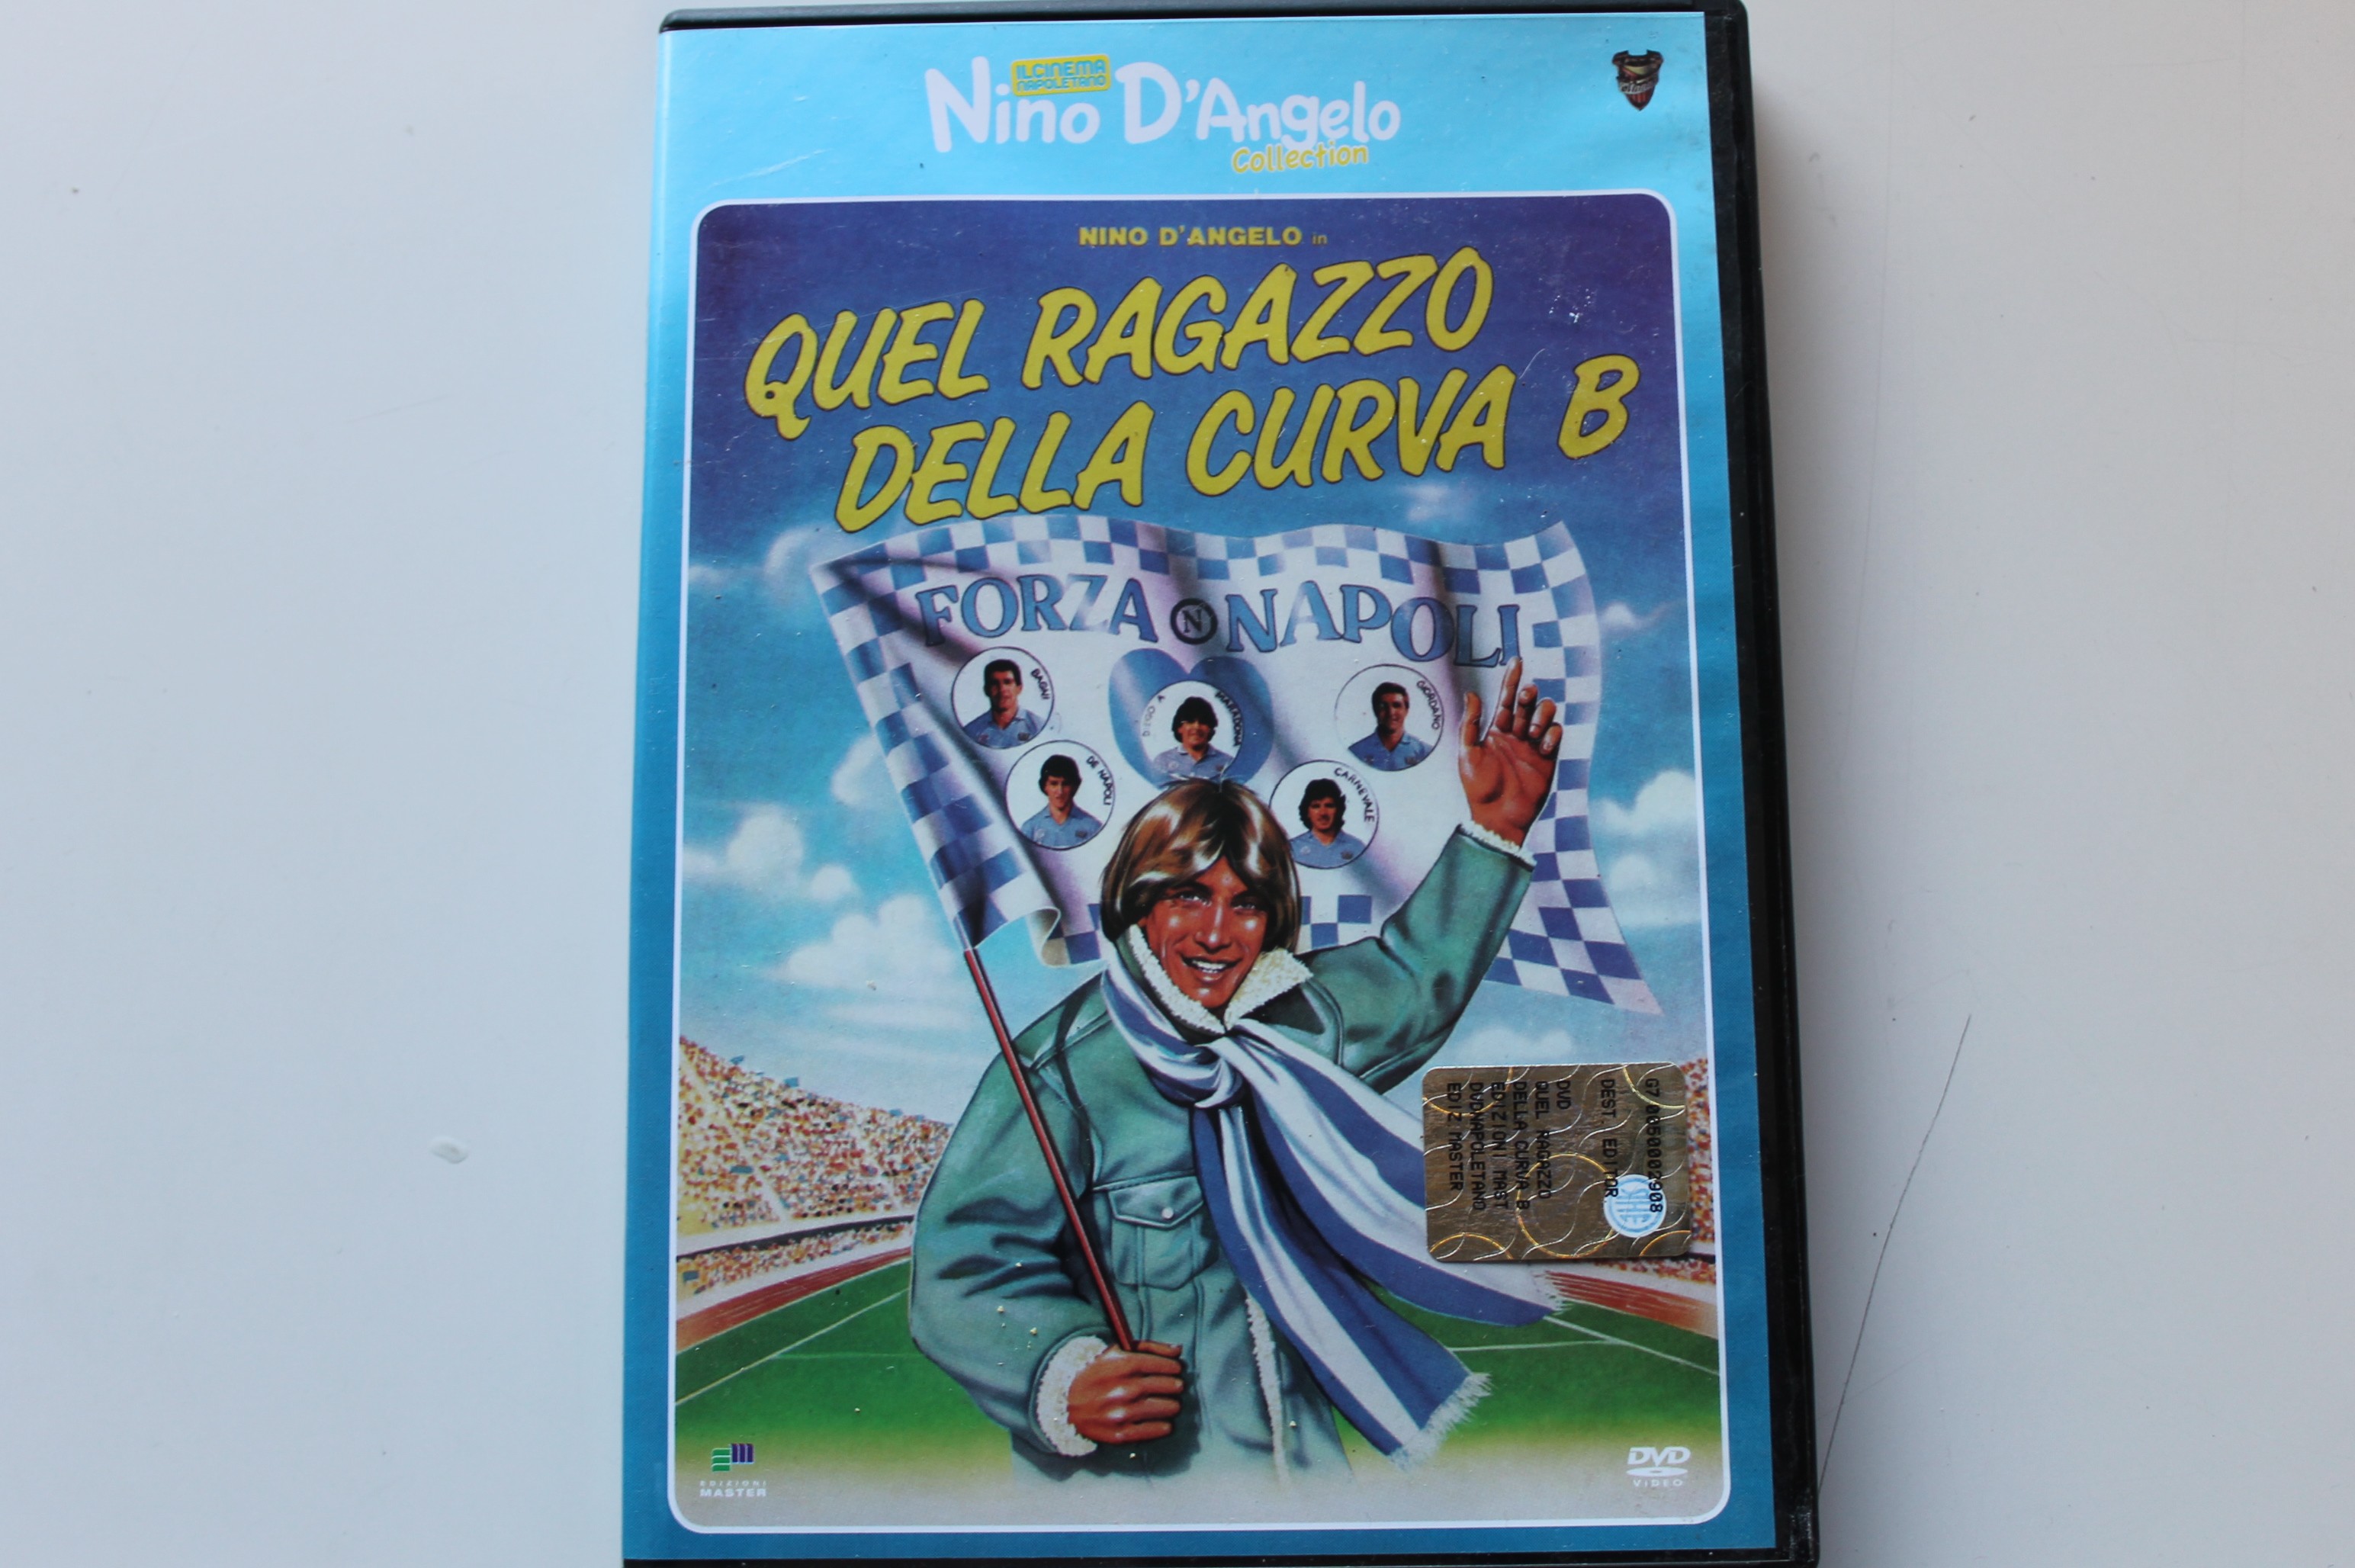 IL CINEMA
NAPOLETANO
Nino D'Angelo
Collection
NINO D'ANGELO in
QUEL RAGAZZO
DELLA CURVA B
FORZA N NAPOLI
BAGNI
DIEGO A MARADONA
GIORDANO
DE NAPOLI
CARNEVALE
G7 00500002908
DEST EDITOR
DVD
QUEL RAGAZZO
DELLA CURVA B
EDIZIONI MAST
DVDNAPOLETANO
EDIZ MASTER
EDIZIONI
MASTER
DVD
VIDEO